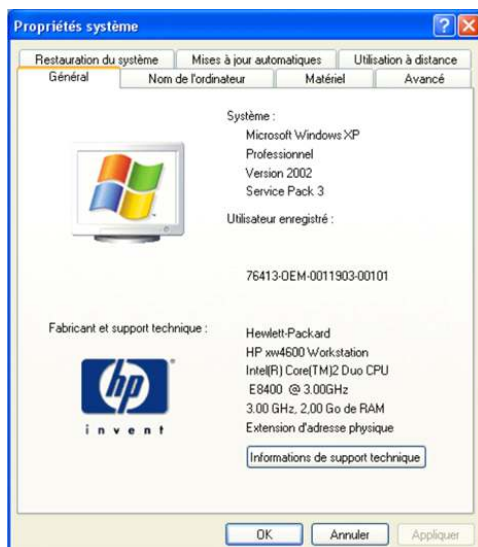 Propriétés système
Restauration du système Mises à jour automatiques Utilisation à distance
Général Nom de l'ordinateur Matériel Avancé
Système :
Microsoft Windows XP
Professionnel
Version 2002
Service Pack 3
Utilisateur enregistré :
76413-OEM-0011903-00101
Fabricant et support technique :
Hewlett-Packard
HP xw4600 Workstation
Intel(R) Core(TM)2 Duo CPU
E8400 @ 3.00GHz
3.00 GHz, 2,00 Go de RAM
Extension d'adresse physique
hp
invent
Informations de support technique
OK Annuler Appliquer